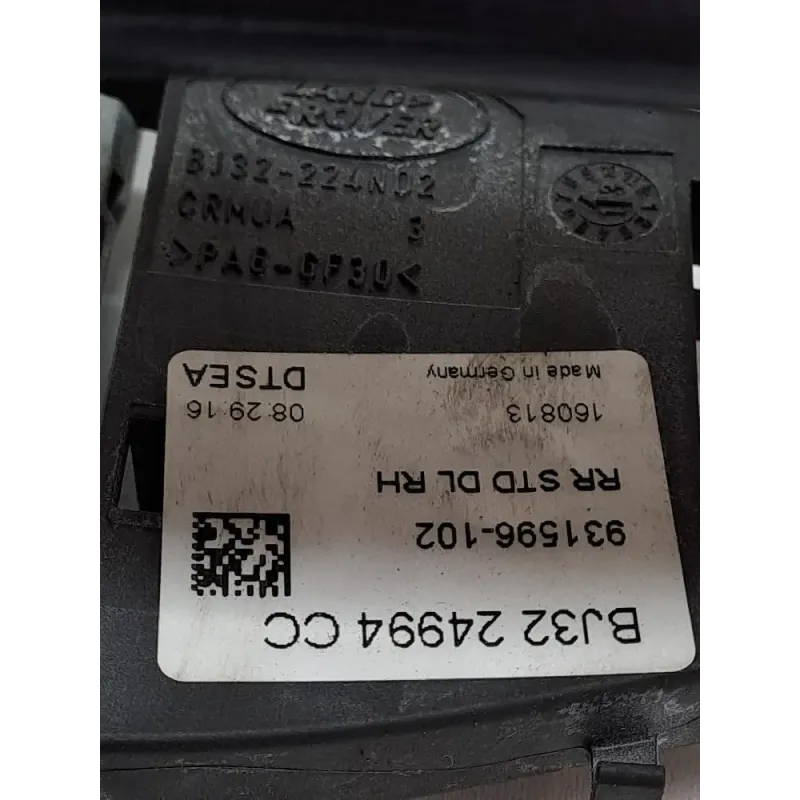 LAND-
ROVER
BJ32-224N02
CRMUA 3
>PA6-GF30<
BJ32 24994 CC
931596-102
RR STD DL RH
160813 08:29:16
Made in Germany DTSEA